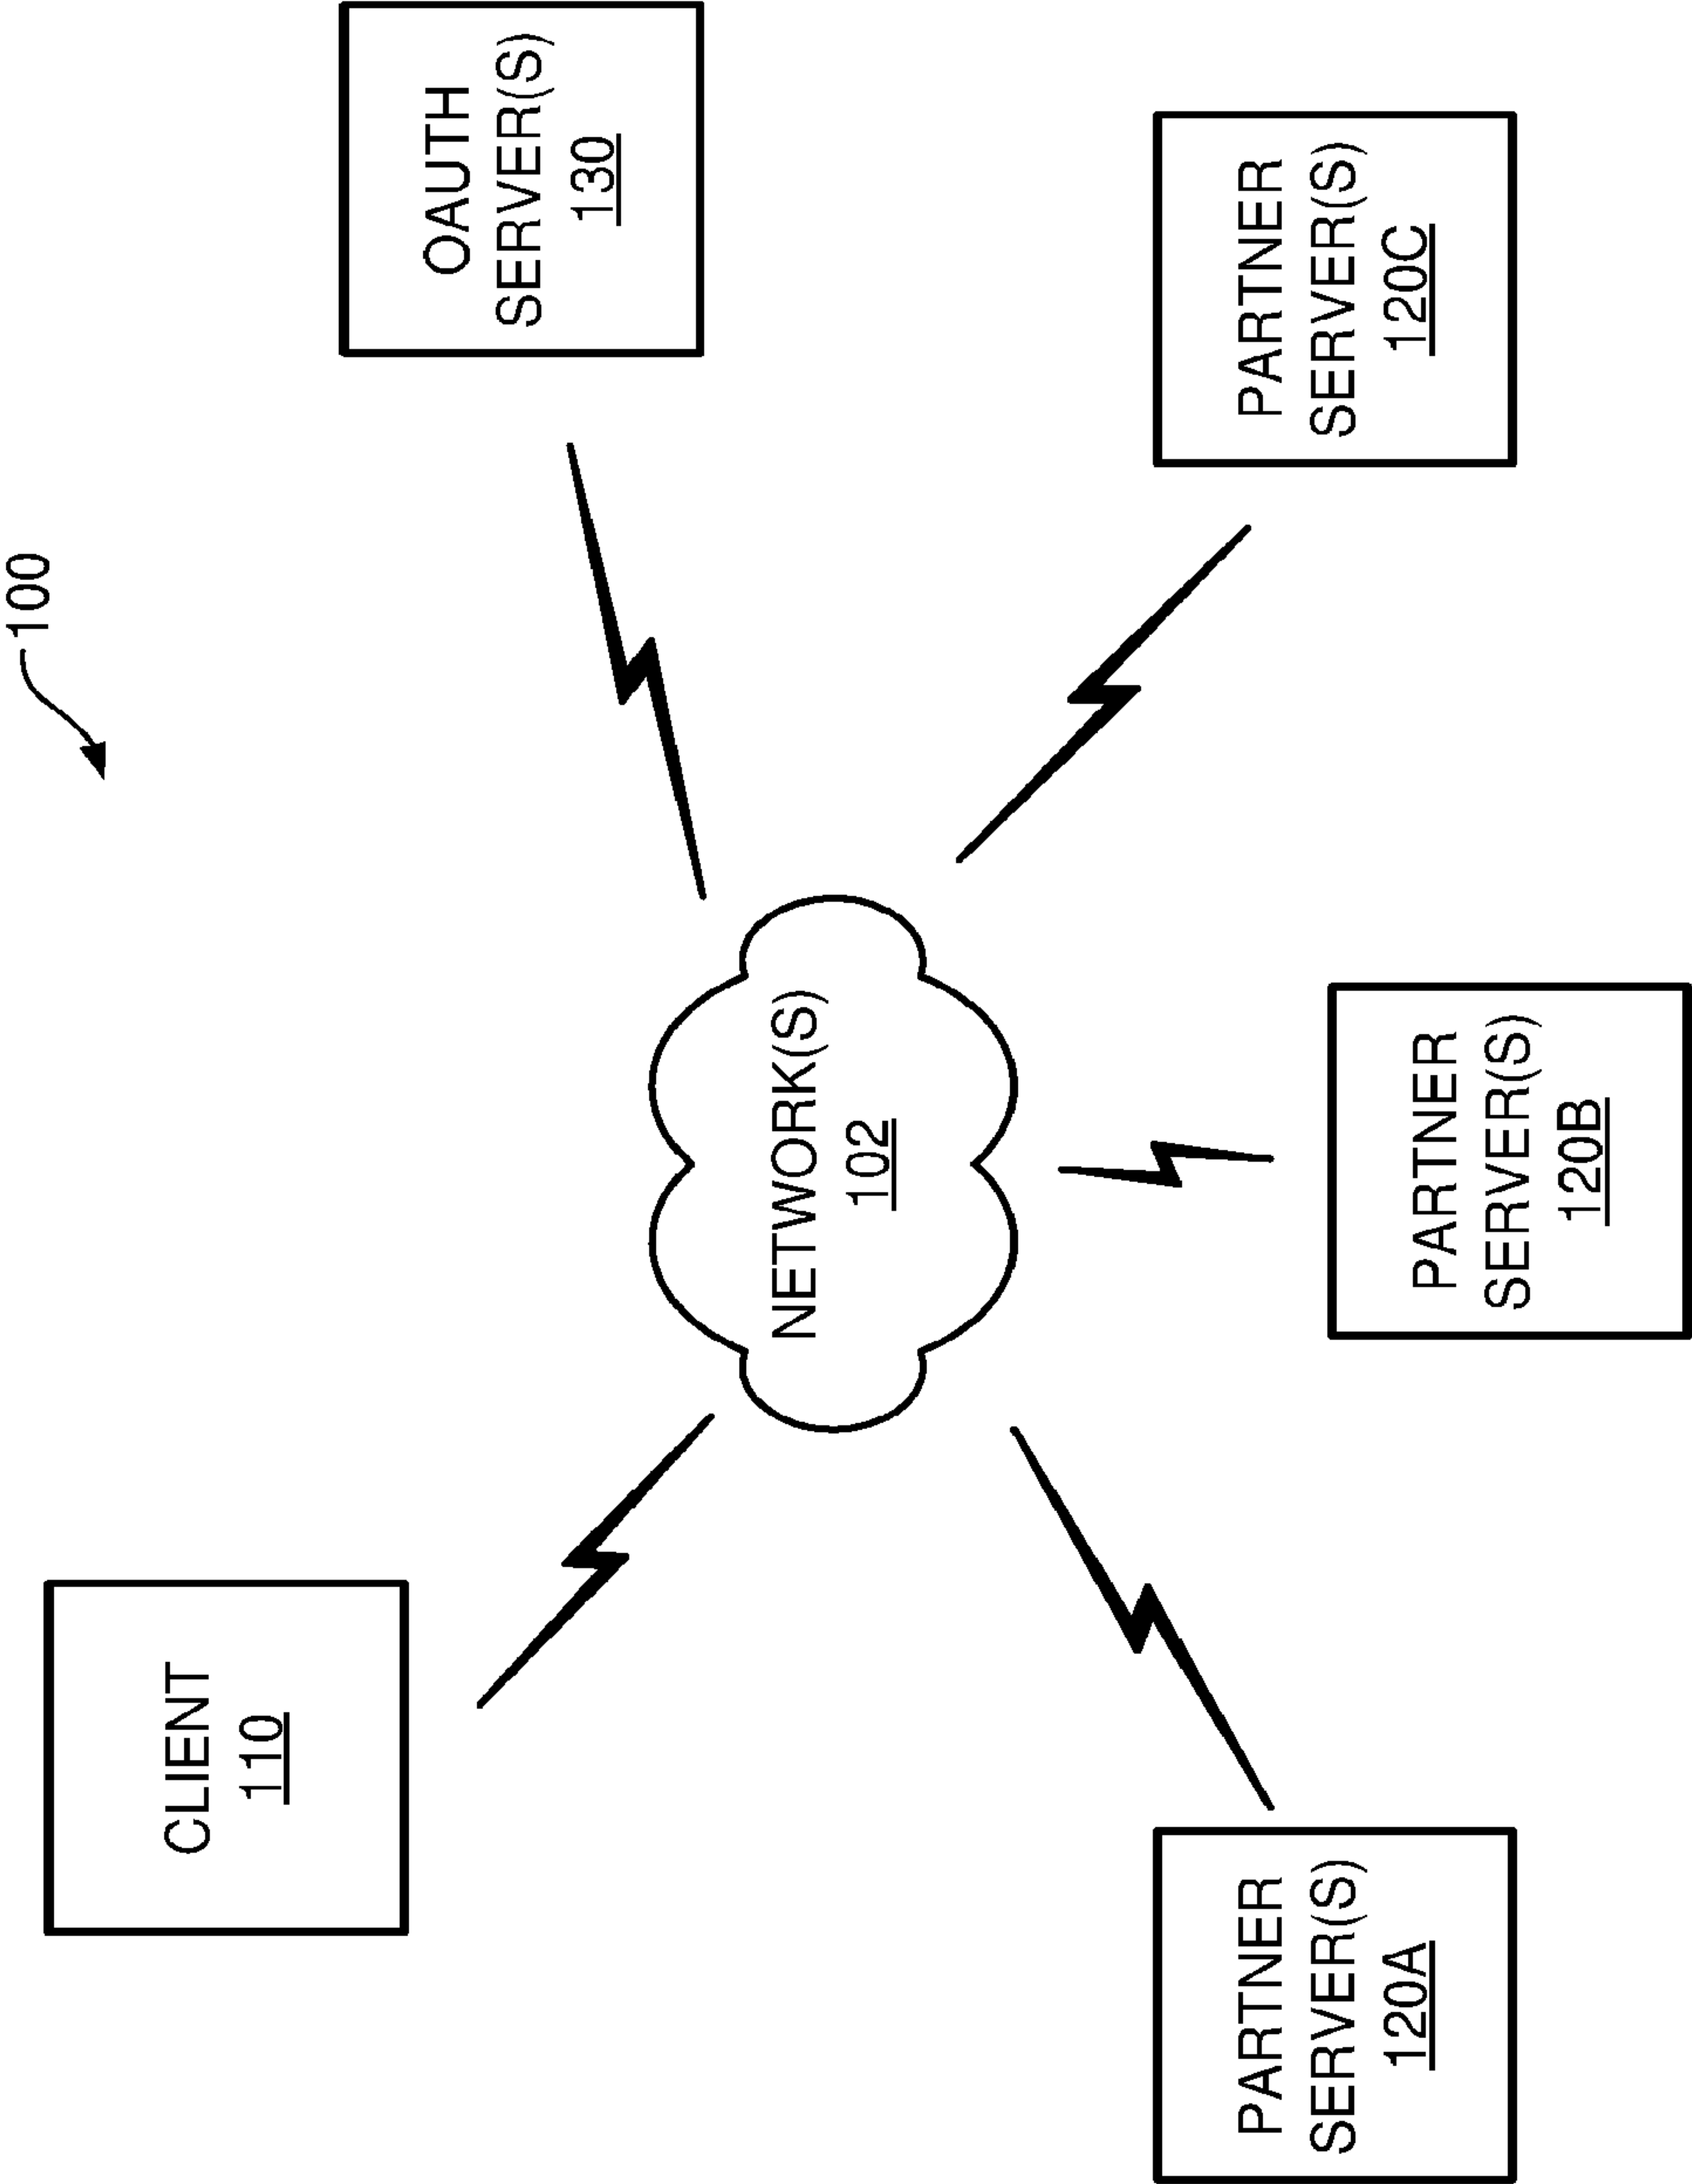 100
CLIENT
110
OAUTH
SERVER(S)
130
NETWORK(S)
102
PARTNER
SERVER(S)
120A
PARTNER
SERVER(S)
120B
PARTNER
SERVER(S)
120C